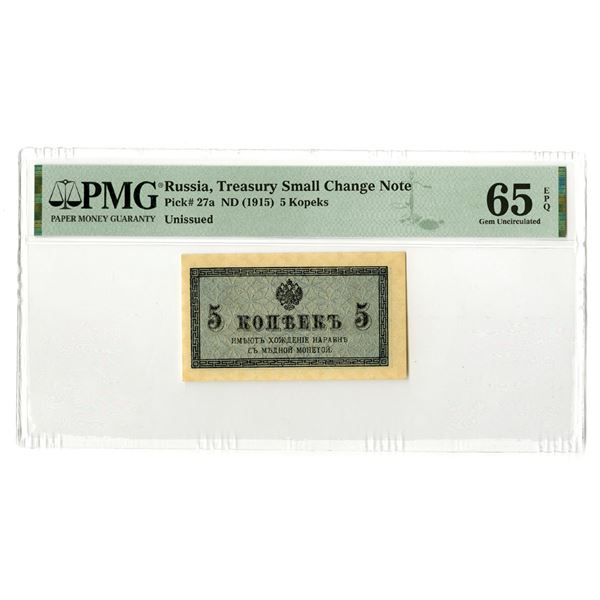 PMG® Russia, Treasury Small Change Note
Pick# 27a ND (1915) 5 Kopeks
PAPER MONEY GUARANTY Unissued
65 EPQ
Gem Uncirculated
5 КОПѢЕКЪ 5
ИМѢЮТЪ ХОЖДЕНІЕ НАРАВНѢ
СЪ МѢДНОЙ МОНЕТОЙ.